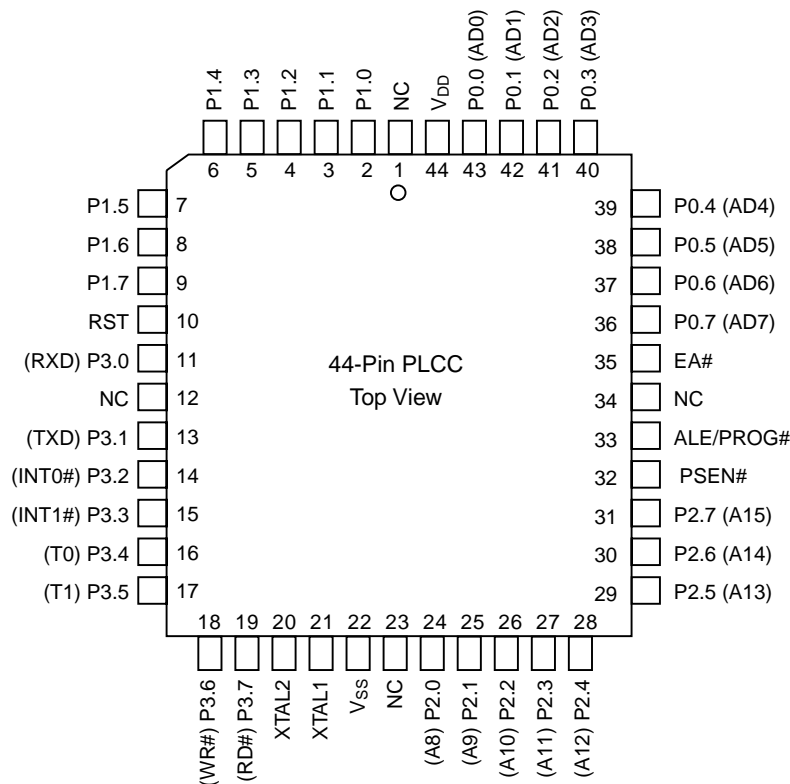 P1.4
P1.3
P1.2
P1.1
P1.0
NC
VDD
P0.0 (AD0)
P0.1 (AD1)
P0.2 (AD2)
P0.3 (AD3)
6
5
4
3
2
1
44
43
42
41
40
P1.5
7
P1.6
8
P1.7
9
RST
10
(RXD) P3.0
11
NC
12
(TXD) P3.1
13
(INT0#) P3.2
14
(INT1#) P3.3
15
(T0) P3.4
16
(T1) P3.5
17
44-Pin PLCC
Top View
39
P0.4 (AD4)
38
P0.5 (AD5)
37
P0.6 (AD6)
36
P0.7 (AD7)
35
EA#
34
NC
33
ALE/PROG#
32
PSEN#
31
P2.7 (A15)
30
P2.6 (A14)
29
P2.5 (A13)
18
19
20
21
22
23
24
25
26
27
28
(WR#) P3.6
(RD#) P3.7
XTAL2
XTAL1
VSS
NC
(A8) P2.0
(A9) P2.1
(A10) P2.2
(A11) P2.3
(A12) P2.4